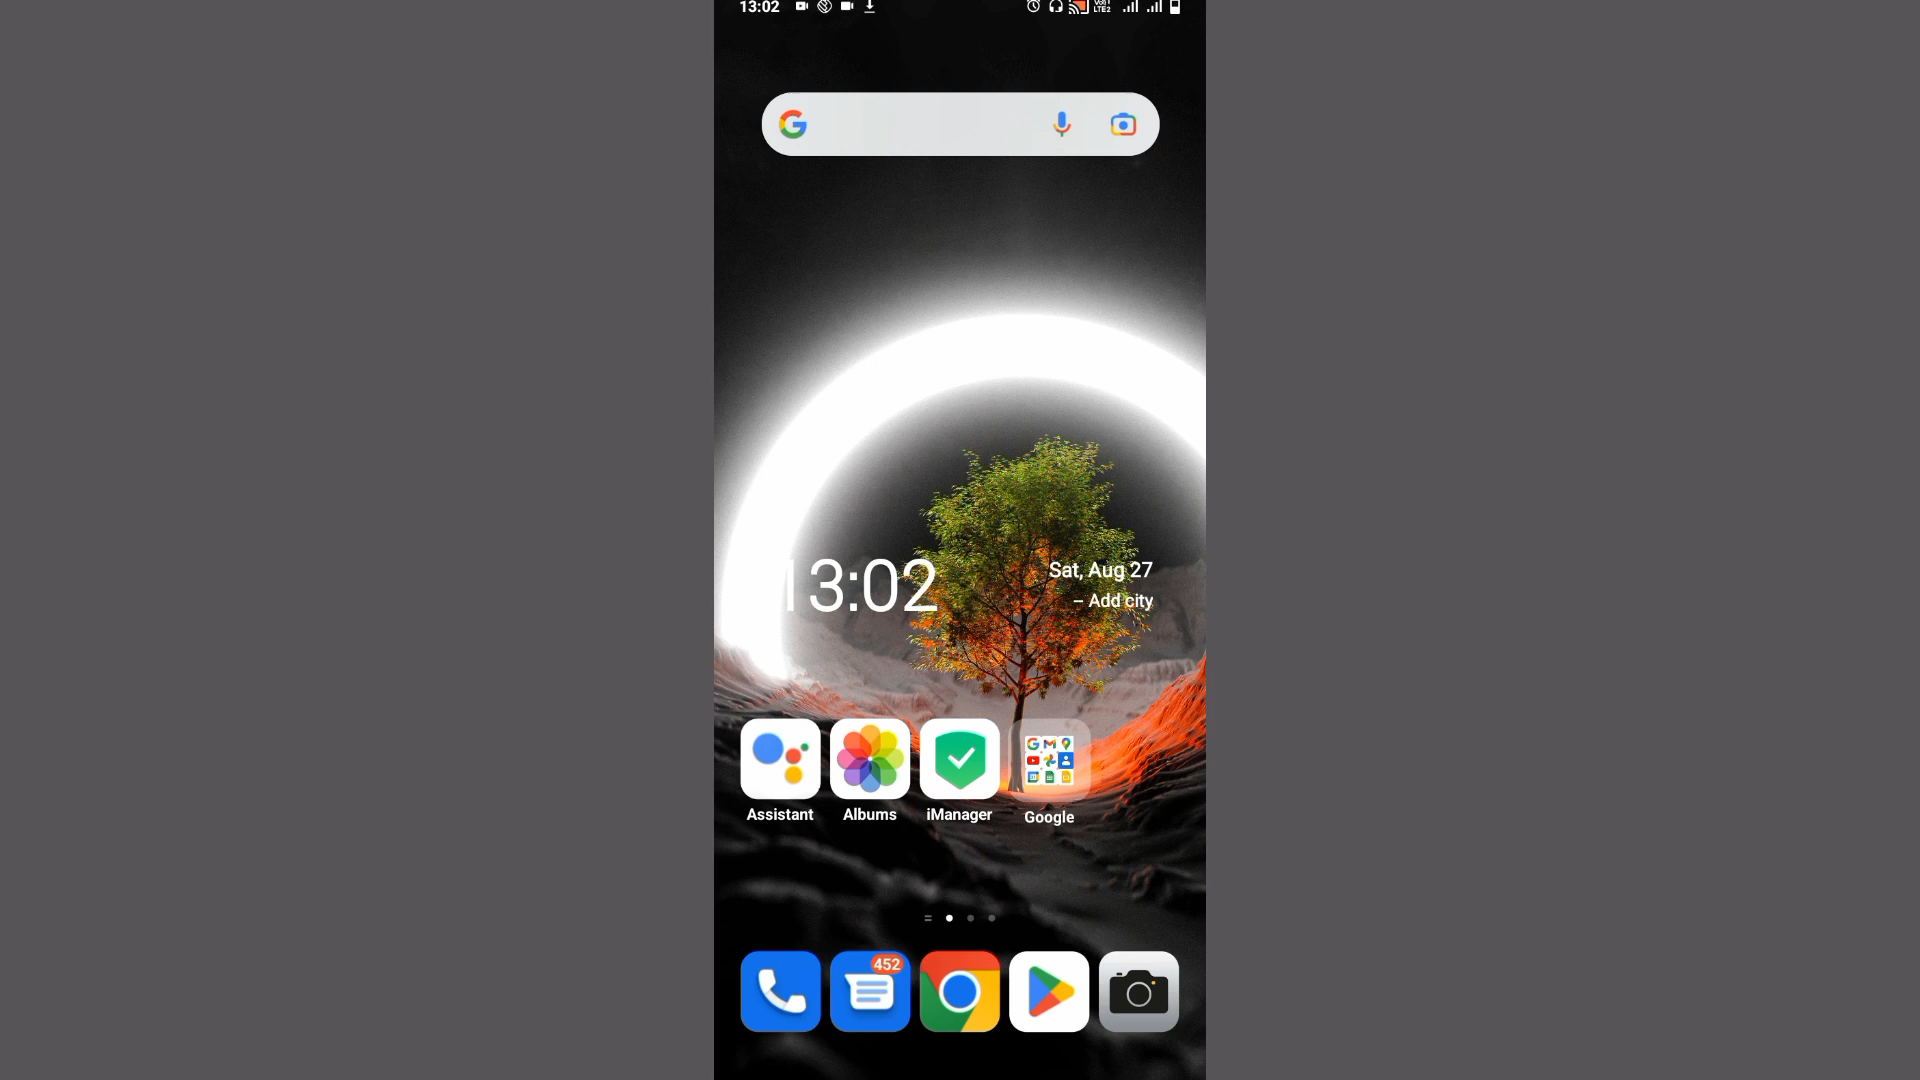 13:02
13:02
Sat, Aug 27
– Add city
Assistant
Albums
iManager
Google
452